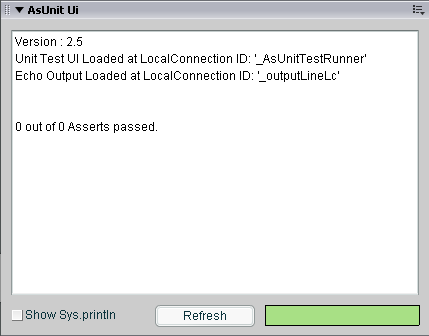 AsUnit Ui
Version : 2.5
Unit Test UI Loaded at LocalConnection ID: '_AsUnitTestRunner'
Echo Output Loaded at LocalConnection ID: '_outputLineLc'
0 out of 0 Asserts passed.
Show Sys.println
Refresh